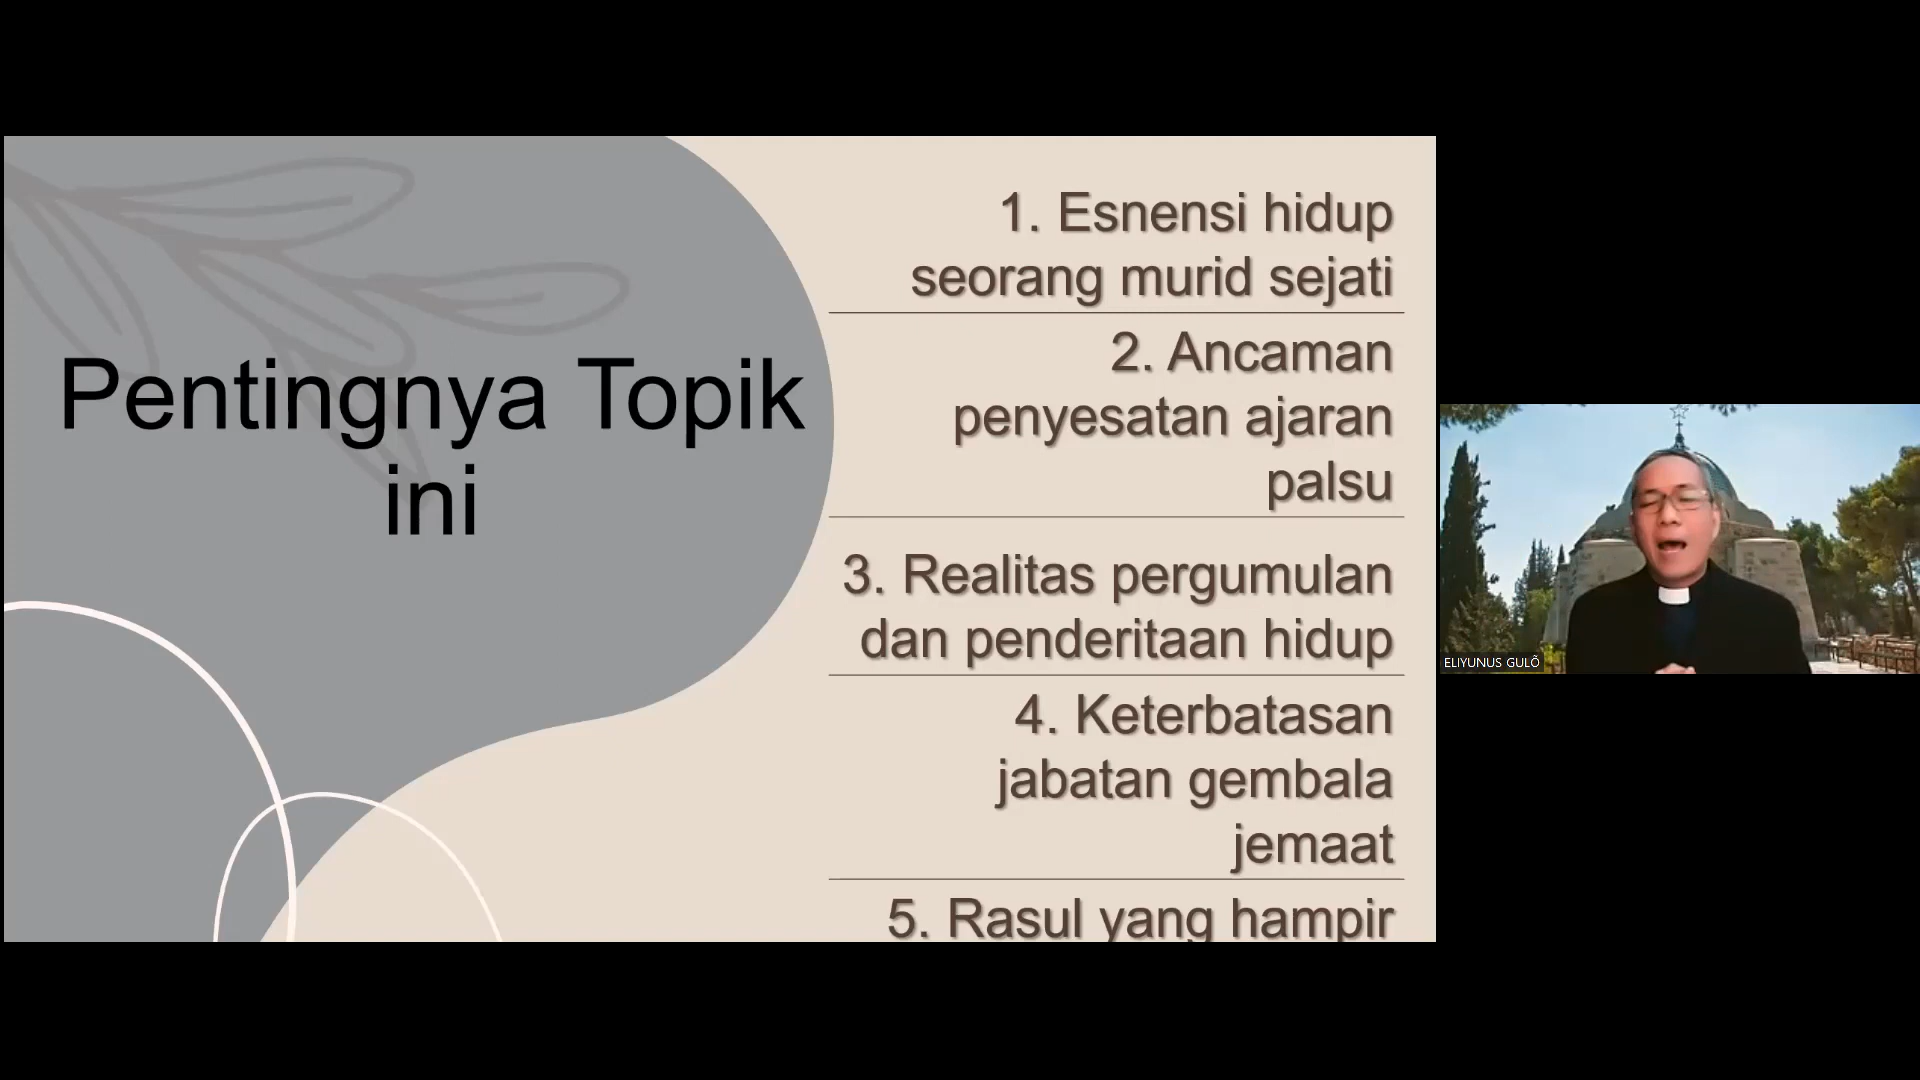 Pentingnya Topik
ini
1. Esnensi hidup
seorang murid sejati
2. Ancaman
penyesatan ajaran
palsu
3. Realitas pergumulan
dan penderitaan hidup
4. Keterbatasan
jabatan gembala
jemaat
5. Rasul yang hampir
ELIYUNUS GULÕ